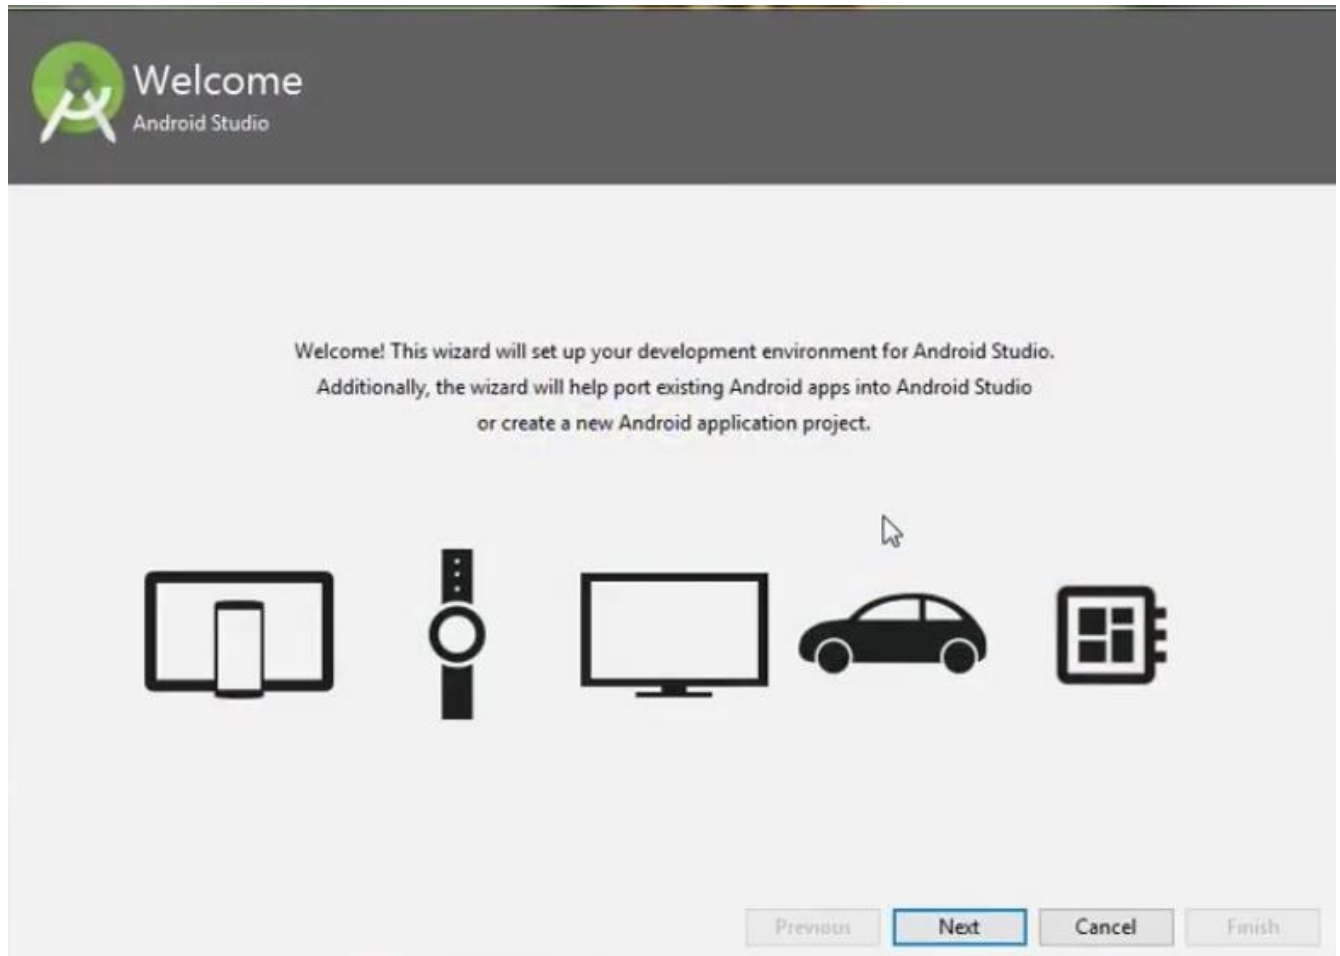 Welcome
Android Studio
Welcome! This wizard will set up your development environment for Android Studio.
Additionally, the wizard will help port existing Android apps into Android Studio
or create a new Android application project.
Previous
Next
Cancel
Finish